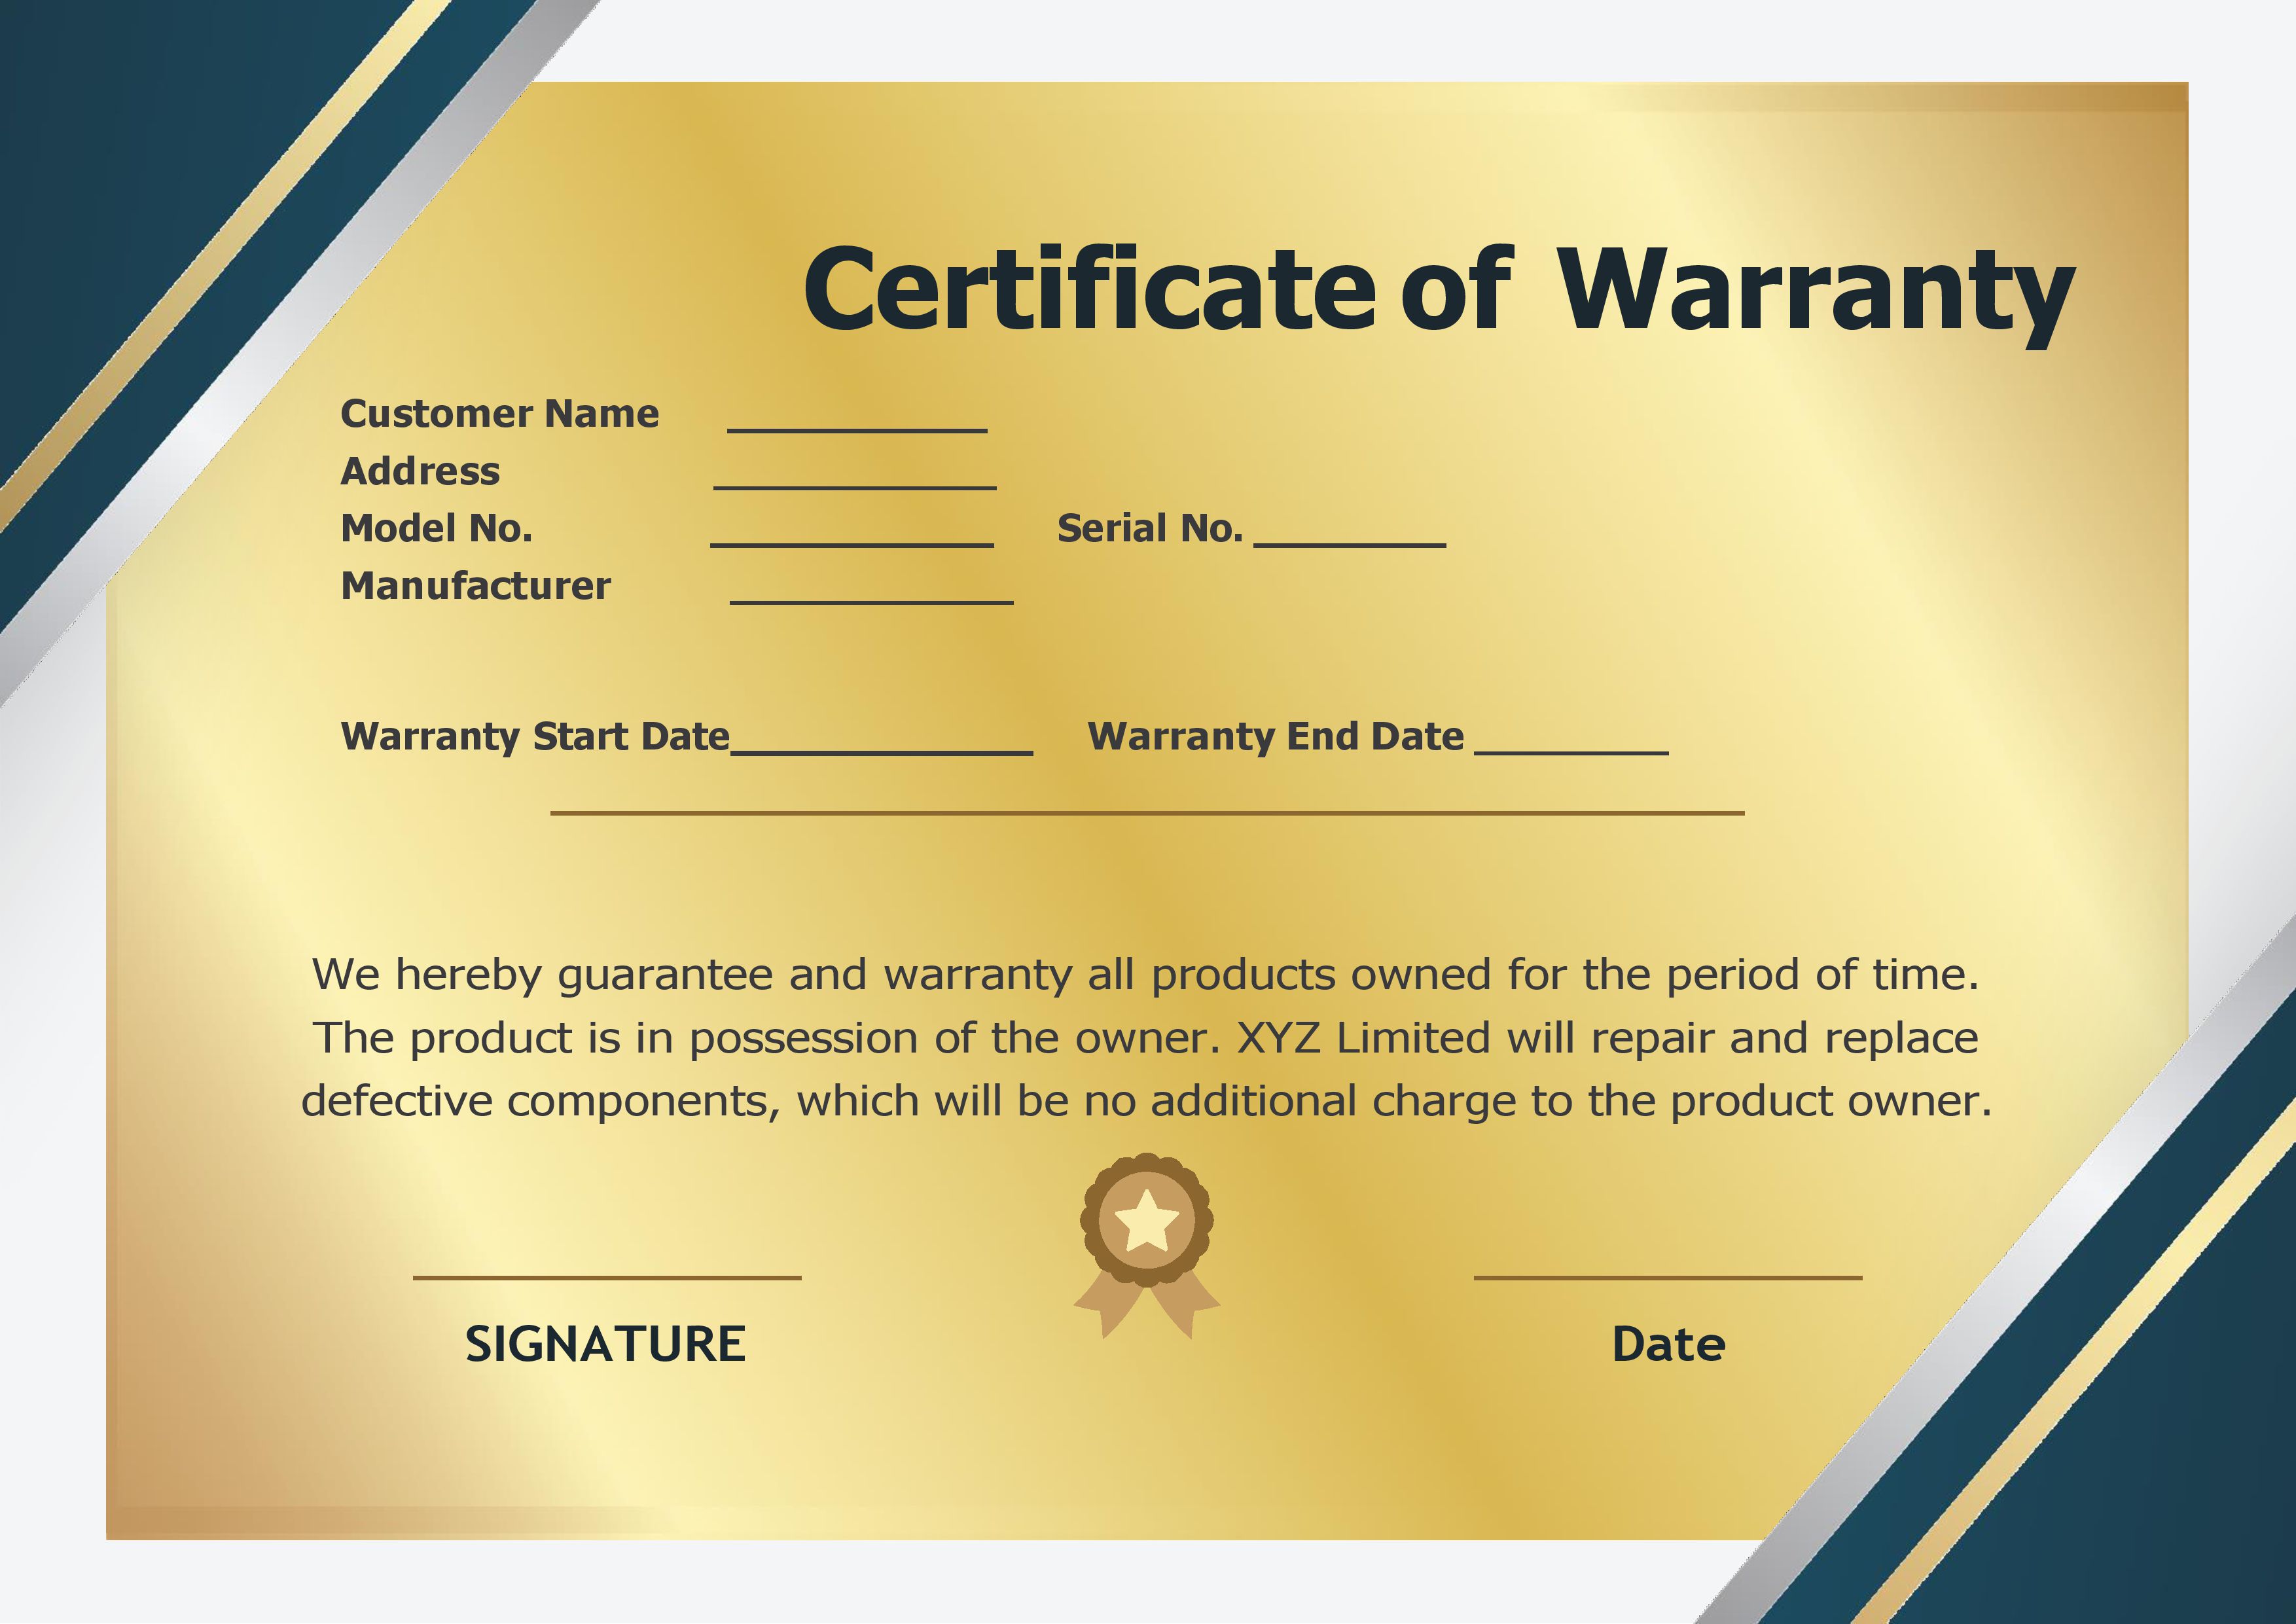 Certificate of Warranty
Customer Name
Address
Model No. Serial No.
Manufacturer
Warranty Start Date Warranty End Date
We hereby guarantee and warranty all products owned for the period of time.
The product is in possession of the owner. XYZ Limited will repair and replace
defective components, which will be no additional charge to the product owner.
SIGNATURE Date